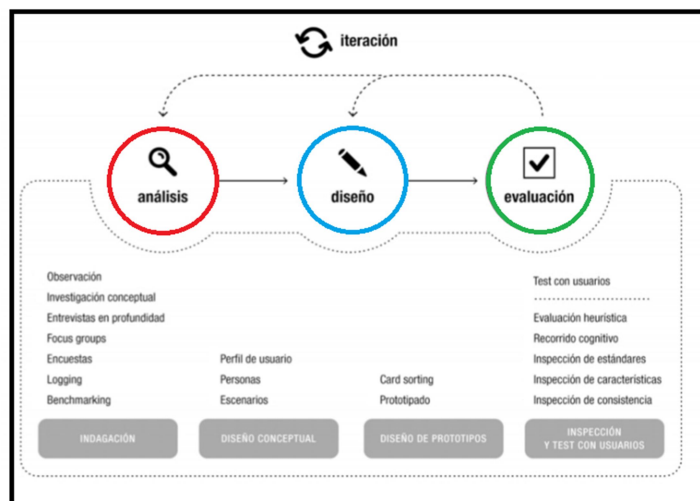 iteración
análisis
diseño
evaluación
Observación
Investigación conceptual
Entrevistas en profundidad
Focus groups
Encuestas
Logging
Benchmarking
INDAGACIÓN
Perfil de usuario
Personas
Escenarios
DISEÑO CONCEPTUAL
Card sorting
Prototipado
DISEÑO DE PROTOTIPOS
Test con usuarios
Evaluación heurística
Recorrido cognitivo
Inspección de estándares
Inspección de características
Inspección de consistencia
INSPECCIÓN
Y TEST CON USUARIOS